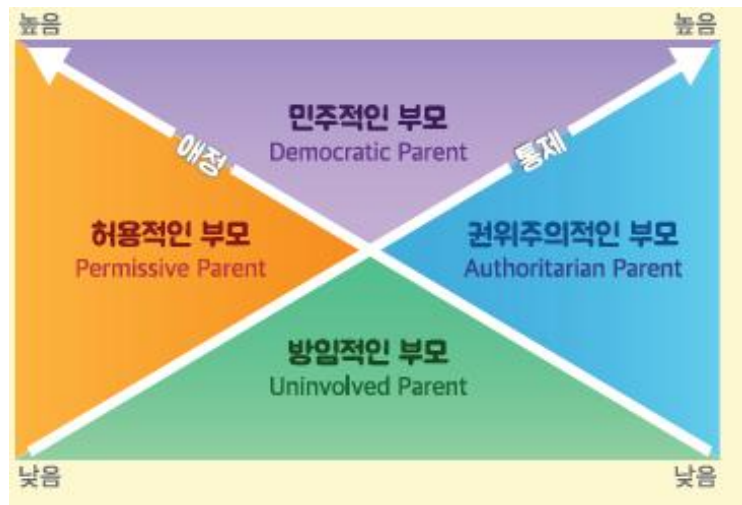 높음
높음
민주적인 부모
Democratic Parent
애정
통제
허용적인 부모
Permissive Parent
권위주의적인 부모
Authoritarian Parent
방임적인 부모
Uninvolved Parent
낮음
낮음